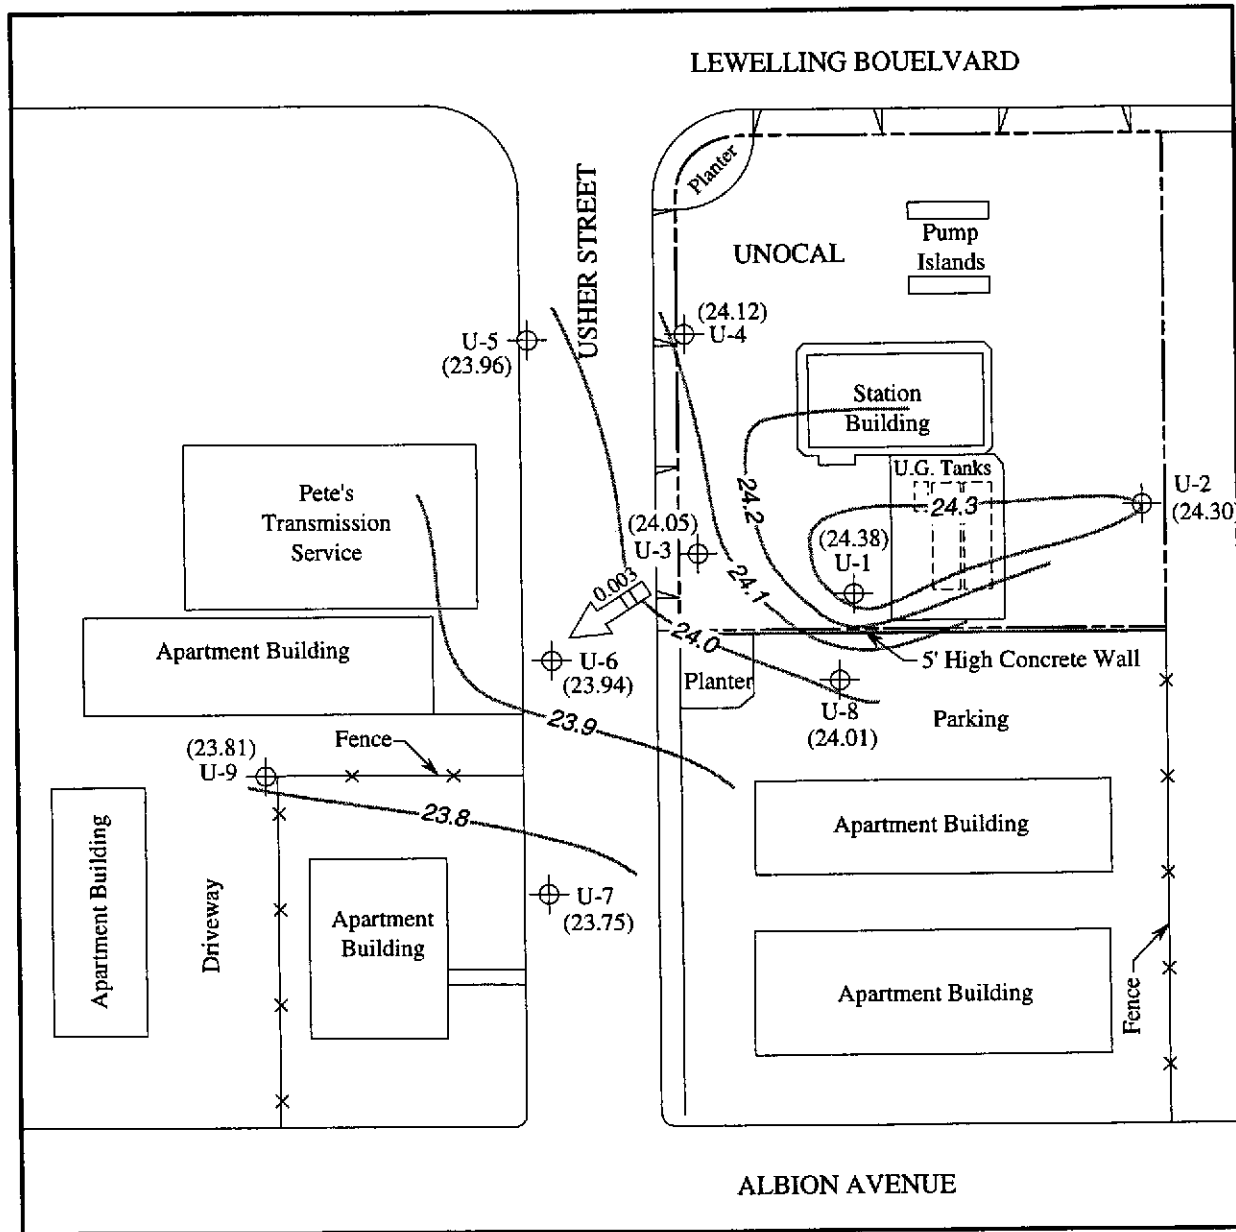 LEWELLING BOUELVARD
Planter
USHER STREET
UNOCAL
Pump
Islands
(24.12)
U-4
U-5
(23.96)
Station
Building
U.G. Tanks
24.3
U-2
(24.30)
Pete's
Transmission
Service
24.2
(24.05)
U-3
(24.38)
U-1
24.1
0.003
24.0
Apartment Building
U-6
(23.94)
5' High Concrete Wall
Planter
U-8
(24.01)
Parking
23.9
Fence
(23.81)
U-9
23.8
Apartment Building
Apartment Building
Driveway
Apartment
Building
U-7
(23.75)
Apartment Building
Fence
ALBION AVENUE